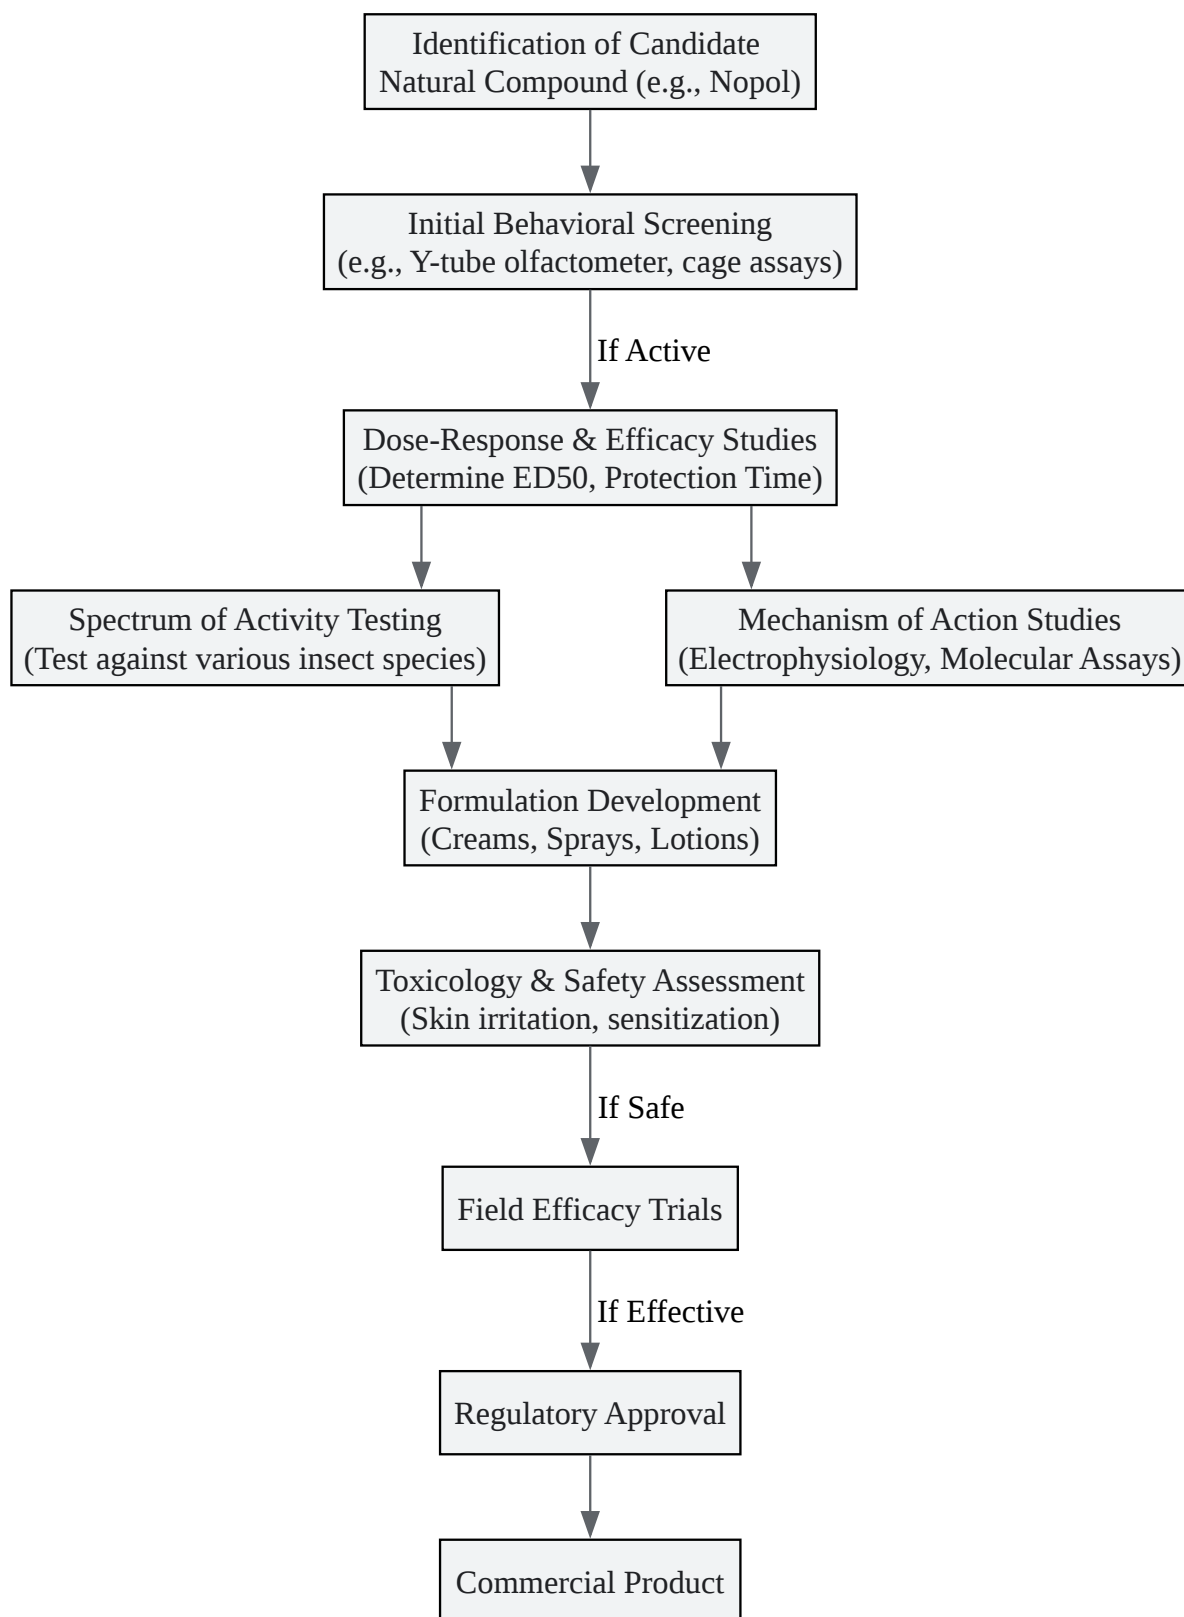 Identification of Candidate
Natural Compound (e.g., Nopol)
Initial Behavioral Screening
(e.g., Y-tube olfactometer, cage assays)
If Active
Dose-Response & Efficacy Studies
(Determine ED50, Protection Time)
Spectrum of Activity Testing
(Test against various insect species)
Mechanism of Action Studies
(Electrophysiology, Molecular Assays)
Formulation Development
(Creams, Sprays, Lotions)
Toxicology & Safety Assessment
(Skin irritation, sensitization)
If Safe
Field Efficacy Trials
If Effective
Regulatory Approval
Commercial Product